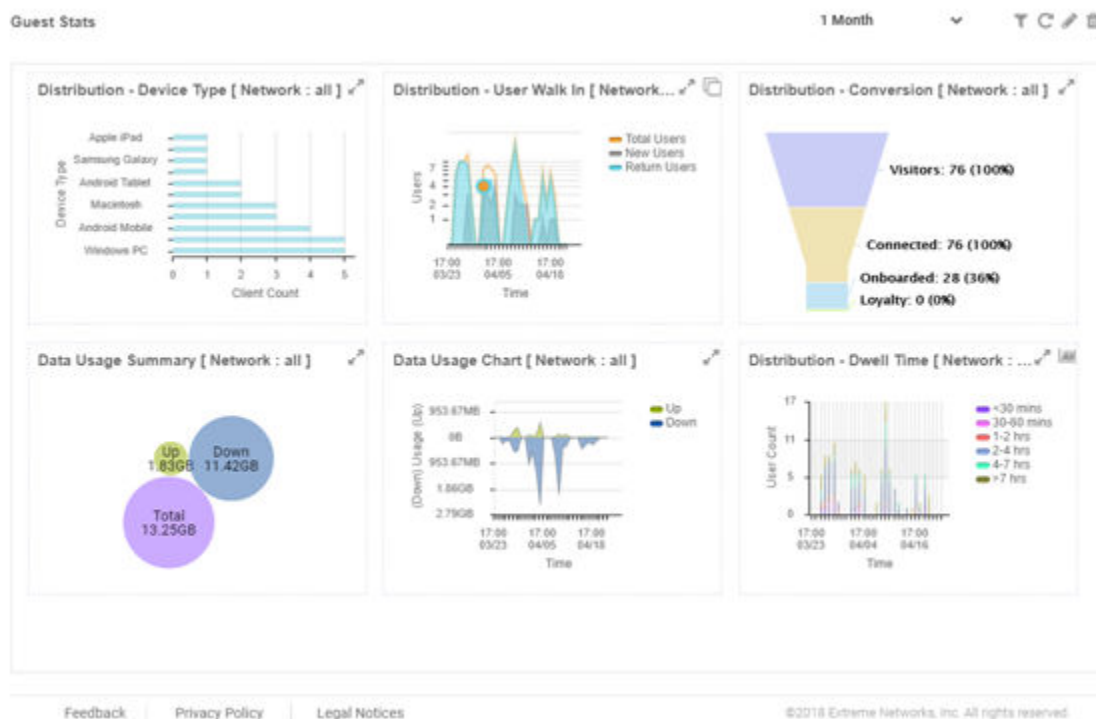 Guest Stats
1 Month
Distribution - Device Type [ Network : all ]
Device Type
Apple iPad
Samsung Galaxy
Android Tablet
Macintosh
Android Mobile
Windows PC
0 1 2 3 4 5
Client Count
Distribution - User Walk In [ Network...
Users
7
4
2
1
17:00 17:00 17:00
03/23 04/05 04/18
Time
Total Users
New Users
Return Users
Distribution - Conversion [ Network : all ]
Visitors: 76 (100%)
Connected: 76 (100%)
Onboarded: 28 (36%)
Loyalty: 0 (0%)
Data Usage Summary [ Network : all ]
Up
1.83GB
Down
11.42GB
Total
13.25GB
Data Usage Chart [ Network : all ]
(Down) Usage (Up)
953.67MB
0B
953.67MB
1.86GB
2.79GB
17:00 17:00 17:00
03/23 04/05 04/18
Time
Up
Down
Distribution - Dwell Time [ Network : ...
User Count
17
11
5
0
17:00 17:00 17:00
03/23 04/04 04/16
Time
<30 mins
30-60 mins
1-2 hrs
2-4 hrs
4-7 hrs
>7 hrs
Feedback
Privacy Policy
Legal Notices
©2018 Extreme Networks, Inc. All rights reserved.